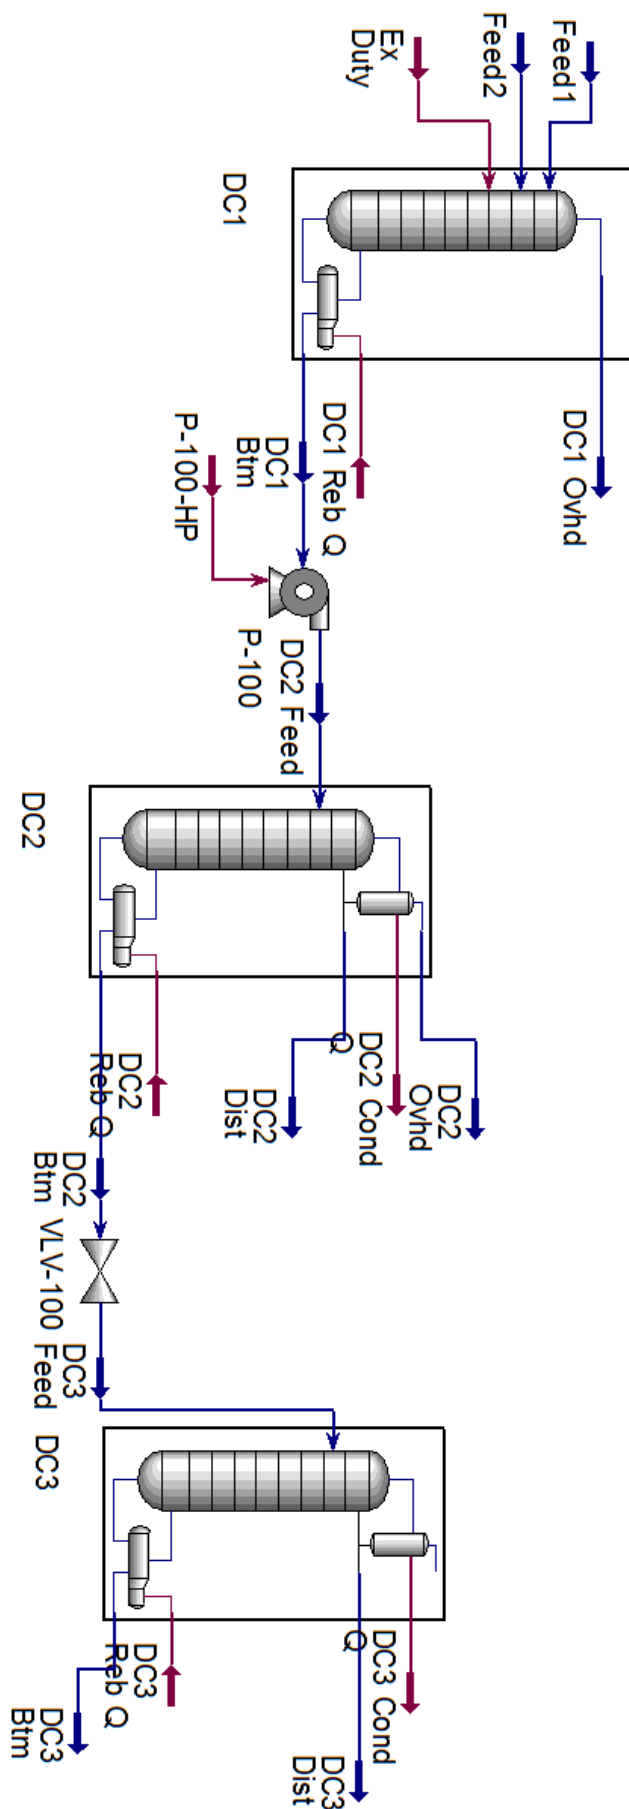 Feed1
Feed2
Ex
Duty
DC1
DC1 Ovhd
DC1 Reb Q
DC1
Btm
P-100-HP
P-100
DC2 Feed
DC2
DC2
Ovhd
DC2 Cond
Q
DC2
Dist
DC2
Reb Q
DC2
Btm
VLV-100
DC3
Feed
DC3
DC3 Cond
Q
DC3
Dist
DC3
Reb Q
DC3
Btm